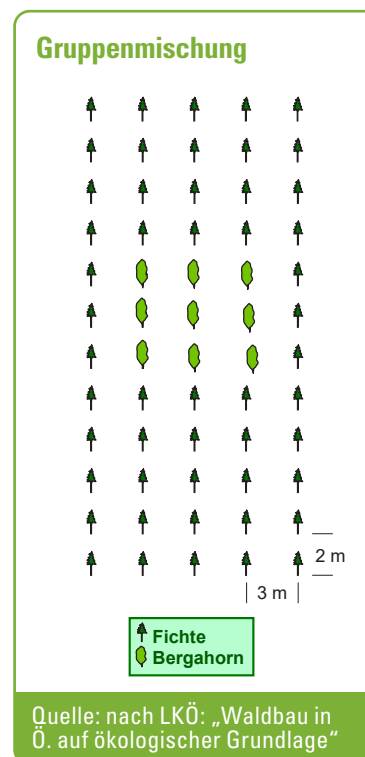 Gruppenmischung
2 m
3 m
Fichte
Bergahorn
Quelle: nach LKÖ: „Waldbau in
Ö. auf ökologischer Grundlage“